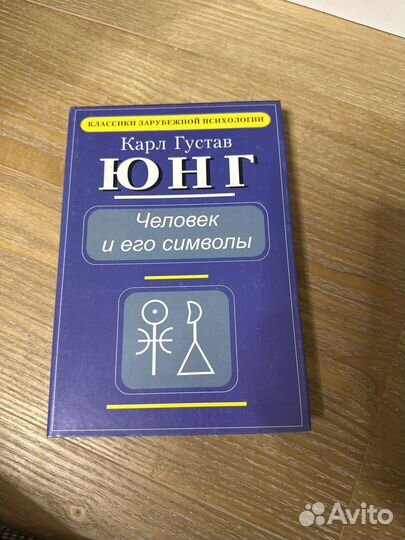 КЛАССИКИ ЗАРУБЕЖНОЙ ПСИХОЛОГИИ
Карл Густав
ЮНГ
Человек
и его символы
Avito